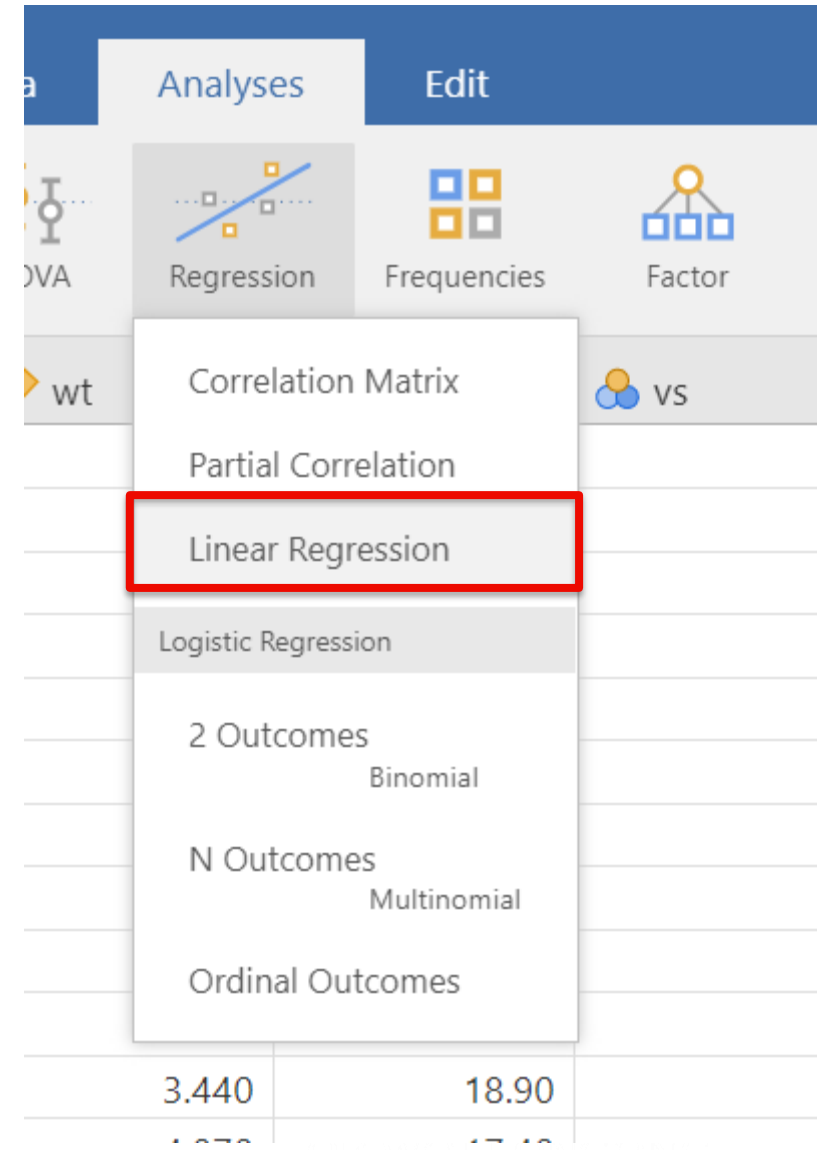 a Analyses Edit
OVA Regression Frequencies Factor
wt vs
Correlation Matrix
Partial Correlation
Linear Regression
Logistic Regression
2 Outcomes
Binomial
N Outcomes
Multinomial
Ordinal Outcomes
3.440 18.90